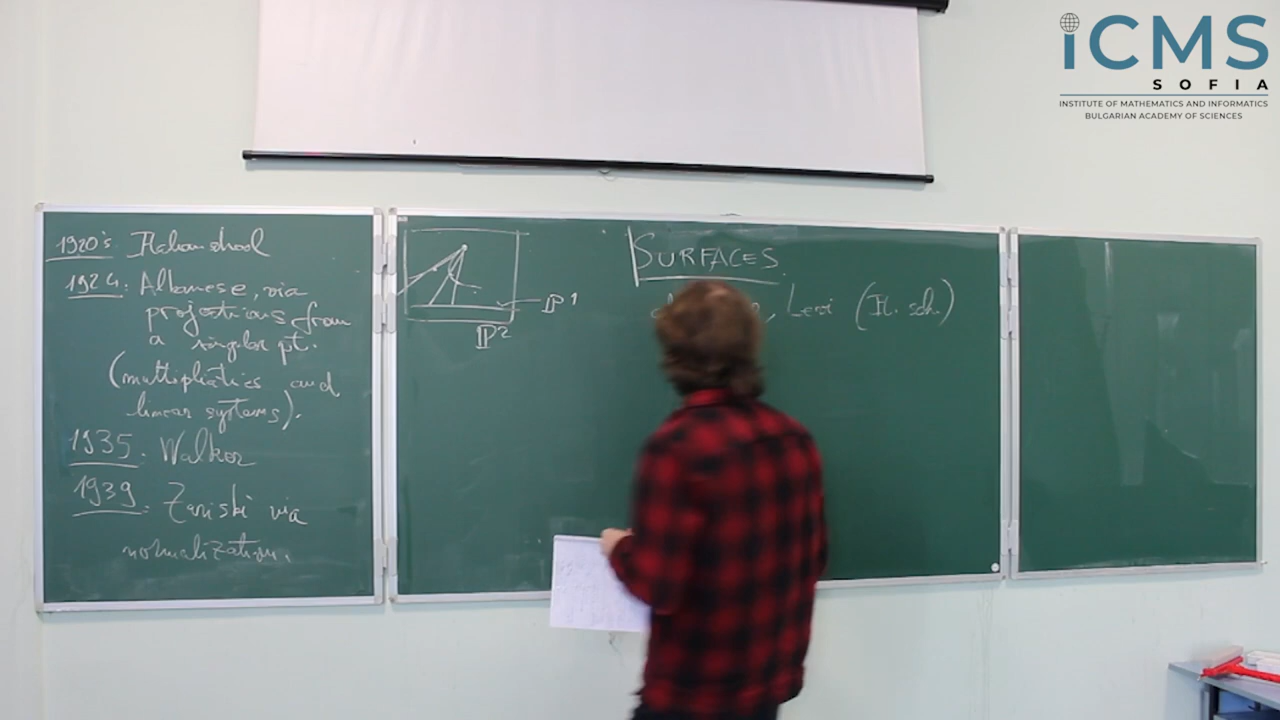 iCMS
SOFIA
INSTITUTE OF MATHEMATICS AND INFORMATICS
BULGARIAN ACADEMY OF SCIENCES
1920's Italian school
1924: Albanese, via
projections from
a singular pt.
(multiplicities and
linear systems).
1935. Walker
1939. Zariski via
normalization.
P¹
P²
SURFACES
, Levi (It. sch.)